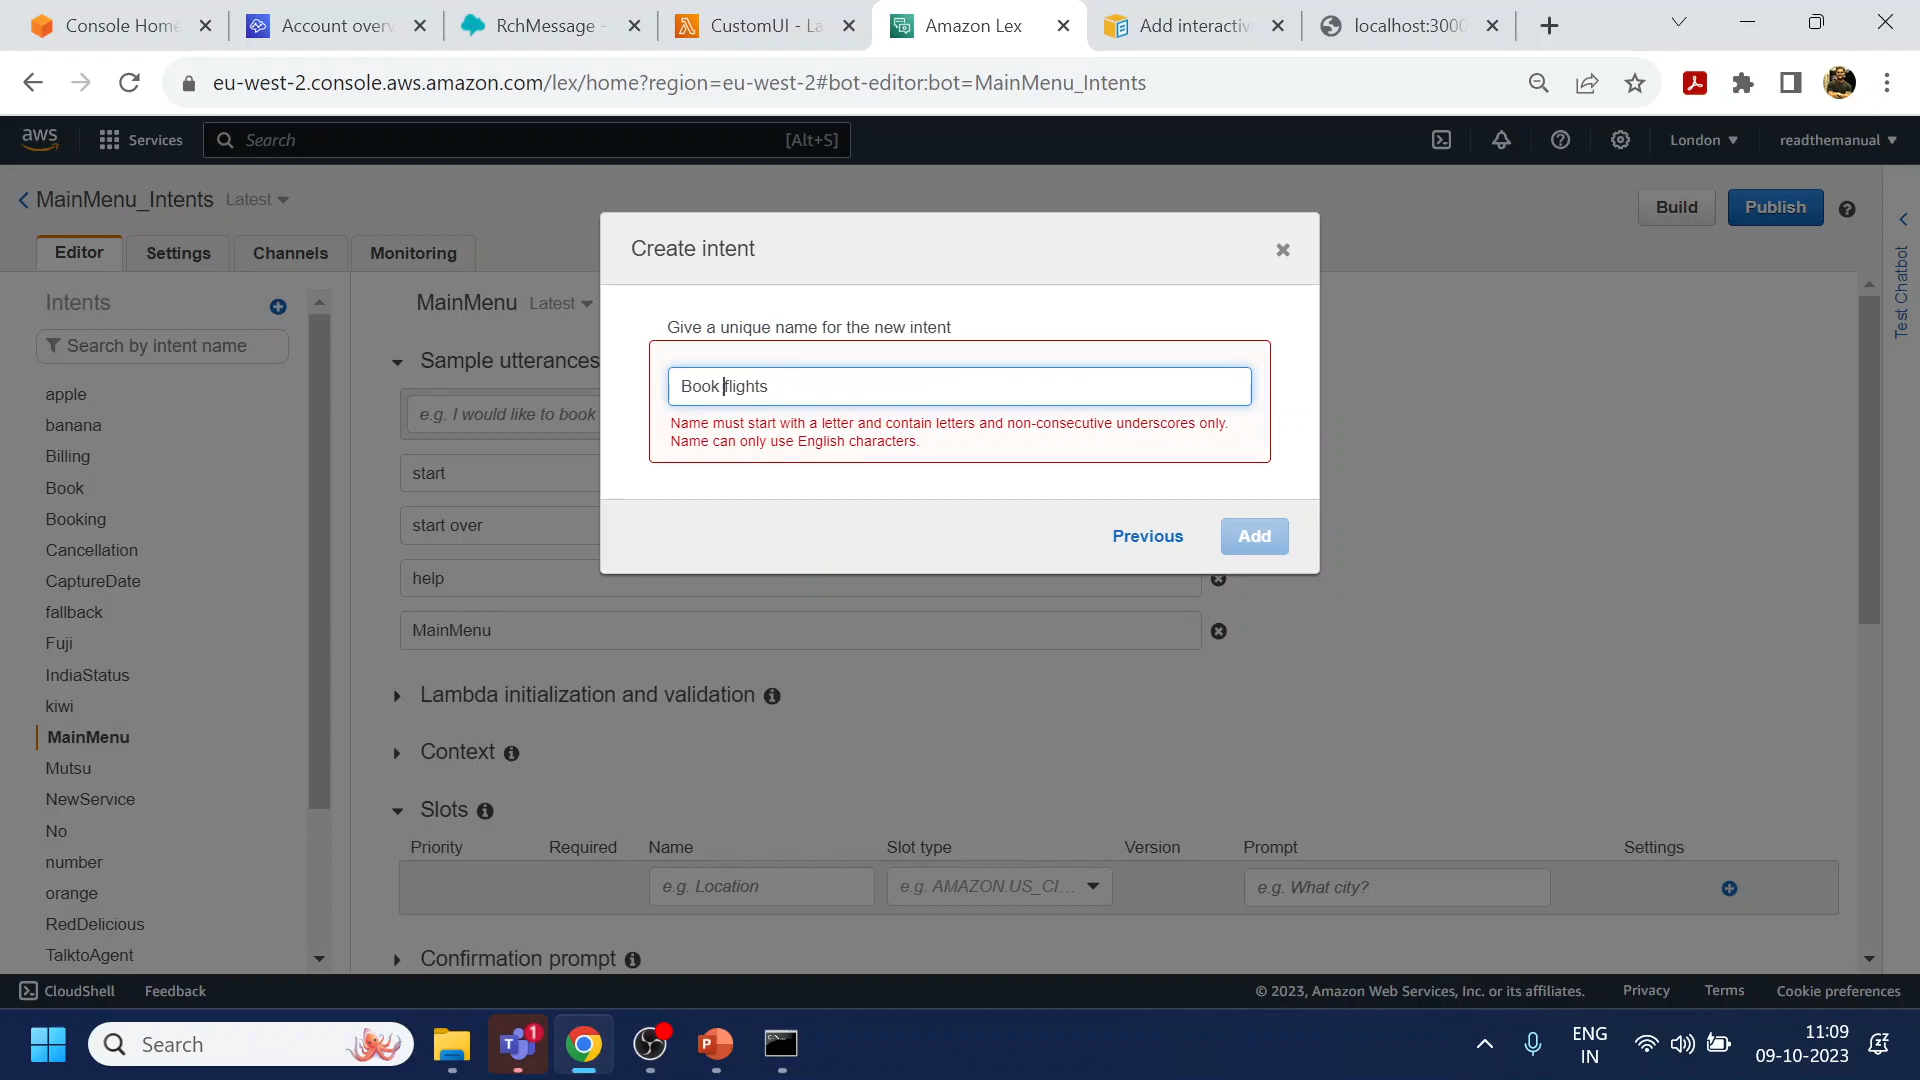 Console Home
Account overv
RchMessage -
CustomUI - La
Amazon Lex
Add interactiv
localhost:3000
eu-west-2.console.aws.amazon.com/lex/home?region=eu-west-2#bot-editor:bot=MainMenu_Intents
aws
Services
Search
[Alt+S]
London
readthemanual
MainMenu_Intents
Latest
Build
Publish
Editor
Settings
Channels
Monitoring
Test Chatbot
Intents
Search by intent name
apple
banana
Billing
Book
Booking
Cancellation
CaptureDate
fallback
Fuji
IndiaStatus
kiwi
MainMenu
Mutsu
NewService
No
number
orange
RedDelicious
TalktoAgent
MainMenu
Latest
Sample utterances
e.g. I would like to book
start
start over
help
MainMenu
Lambda initialization and validation
Context
Slots
Priority
Required
Name
Slot type
Version
Prompt
Settings
e.g. Location
e.g. AMAZON.US_CI...
e.g. What city?
Confirmation prompt
Create intent
Give a unique name for the new intent
Book flights
Name must start with a letter and contain letters and non-consecutive underscores only.
Name can only use English characters.
Previous
Add
CloudShell
Feedback
© 2023, Amazon Web Services, Inc. or its affiliates.
Privacy
Terms
Cookie preferences
Search
1
ENG
IN
11:09
09-10-2023